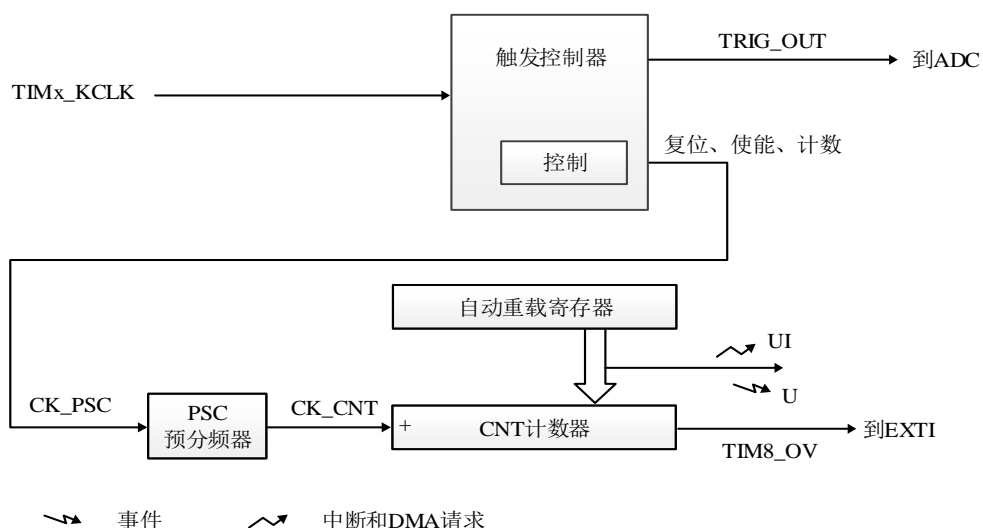 触发控制器
TRIG_OUT
到ADC
TIMx_KCLK
控制
复位、使能、计数
自动重载寄存器
UI
U
CK_PSC
PSC
预分频器
CK_CNT
+
CNT计数器
到EXTI
TIM8_OV
事件
中断和DMA请求